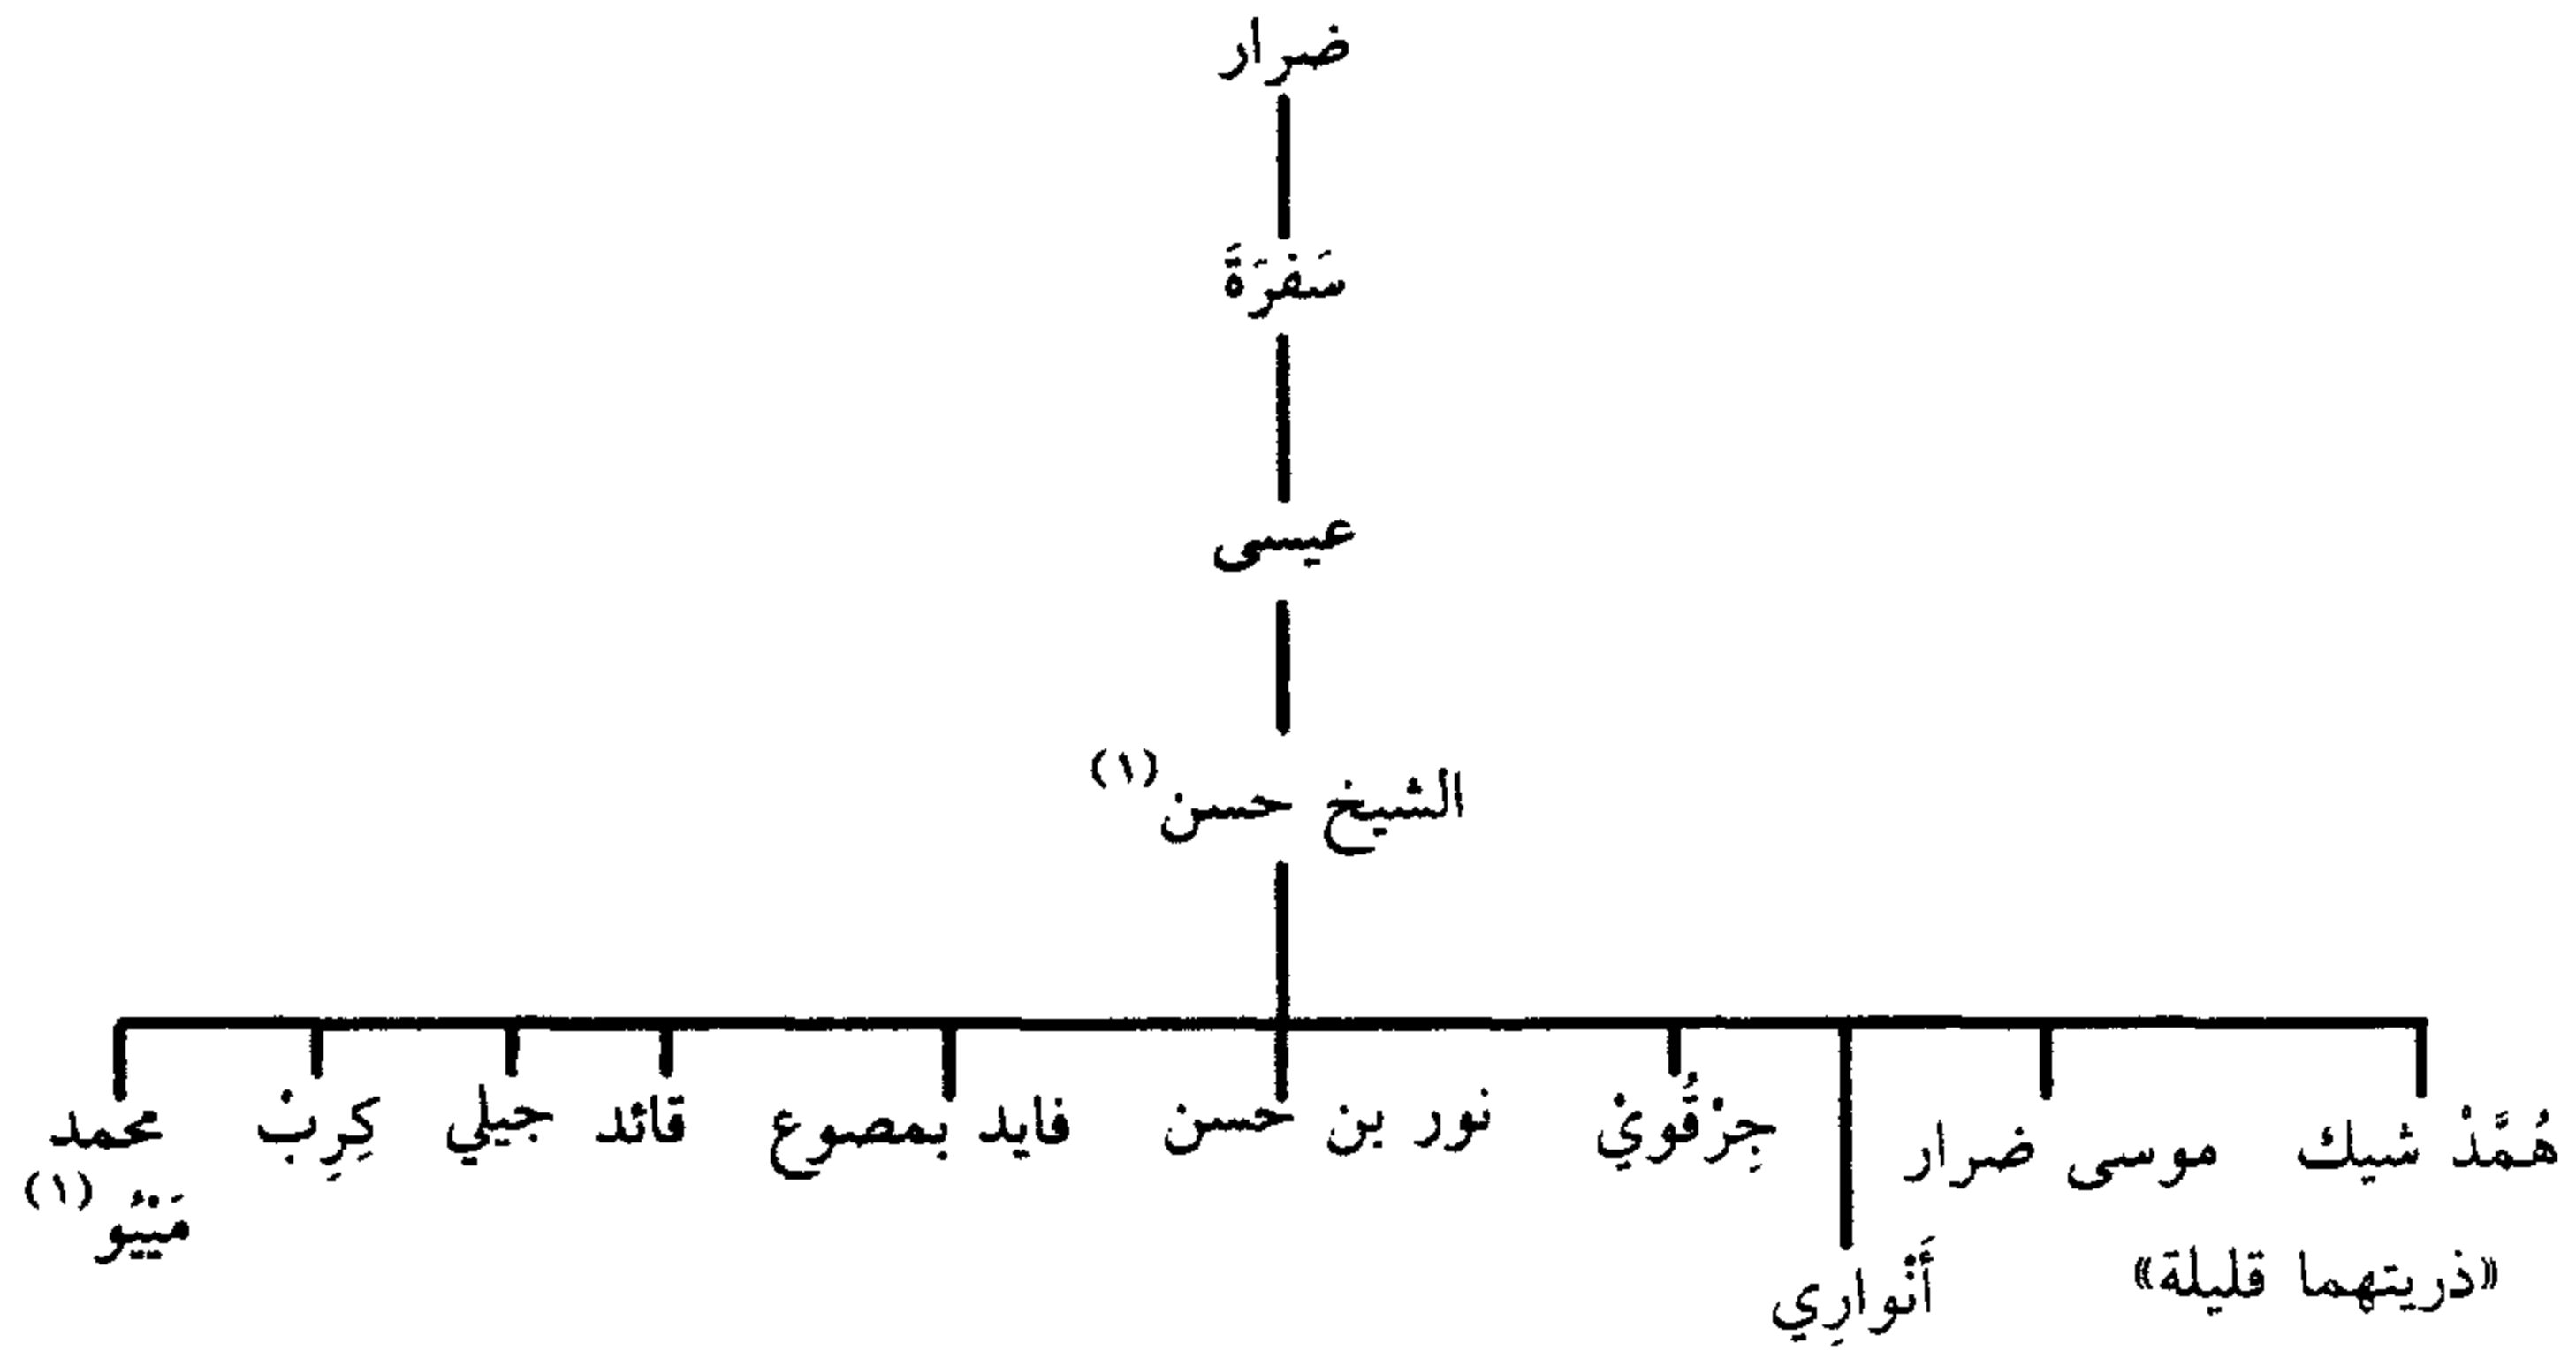 ضرار
سَفرَةَ
عيسى
الشيخ حسن (١)
هُمَّدْ شيك موسى ضرار جِرْقُويْ نور بن حسن فايد بمصوع قائد جيلي كِرِبْ محمد
مَيْيُو (١)
«ذريتهما قليلة»
أَنْوارِي